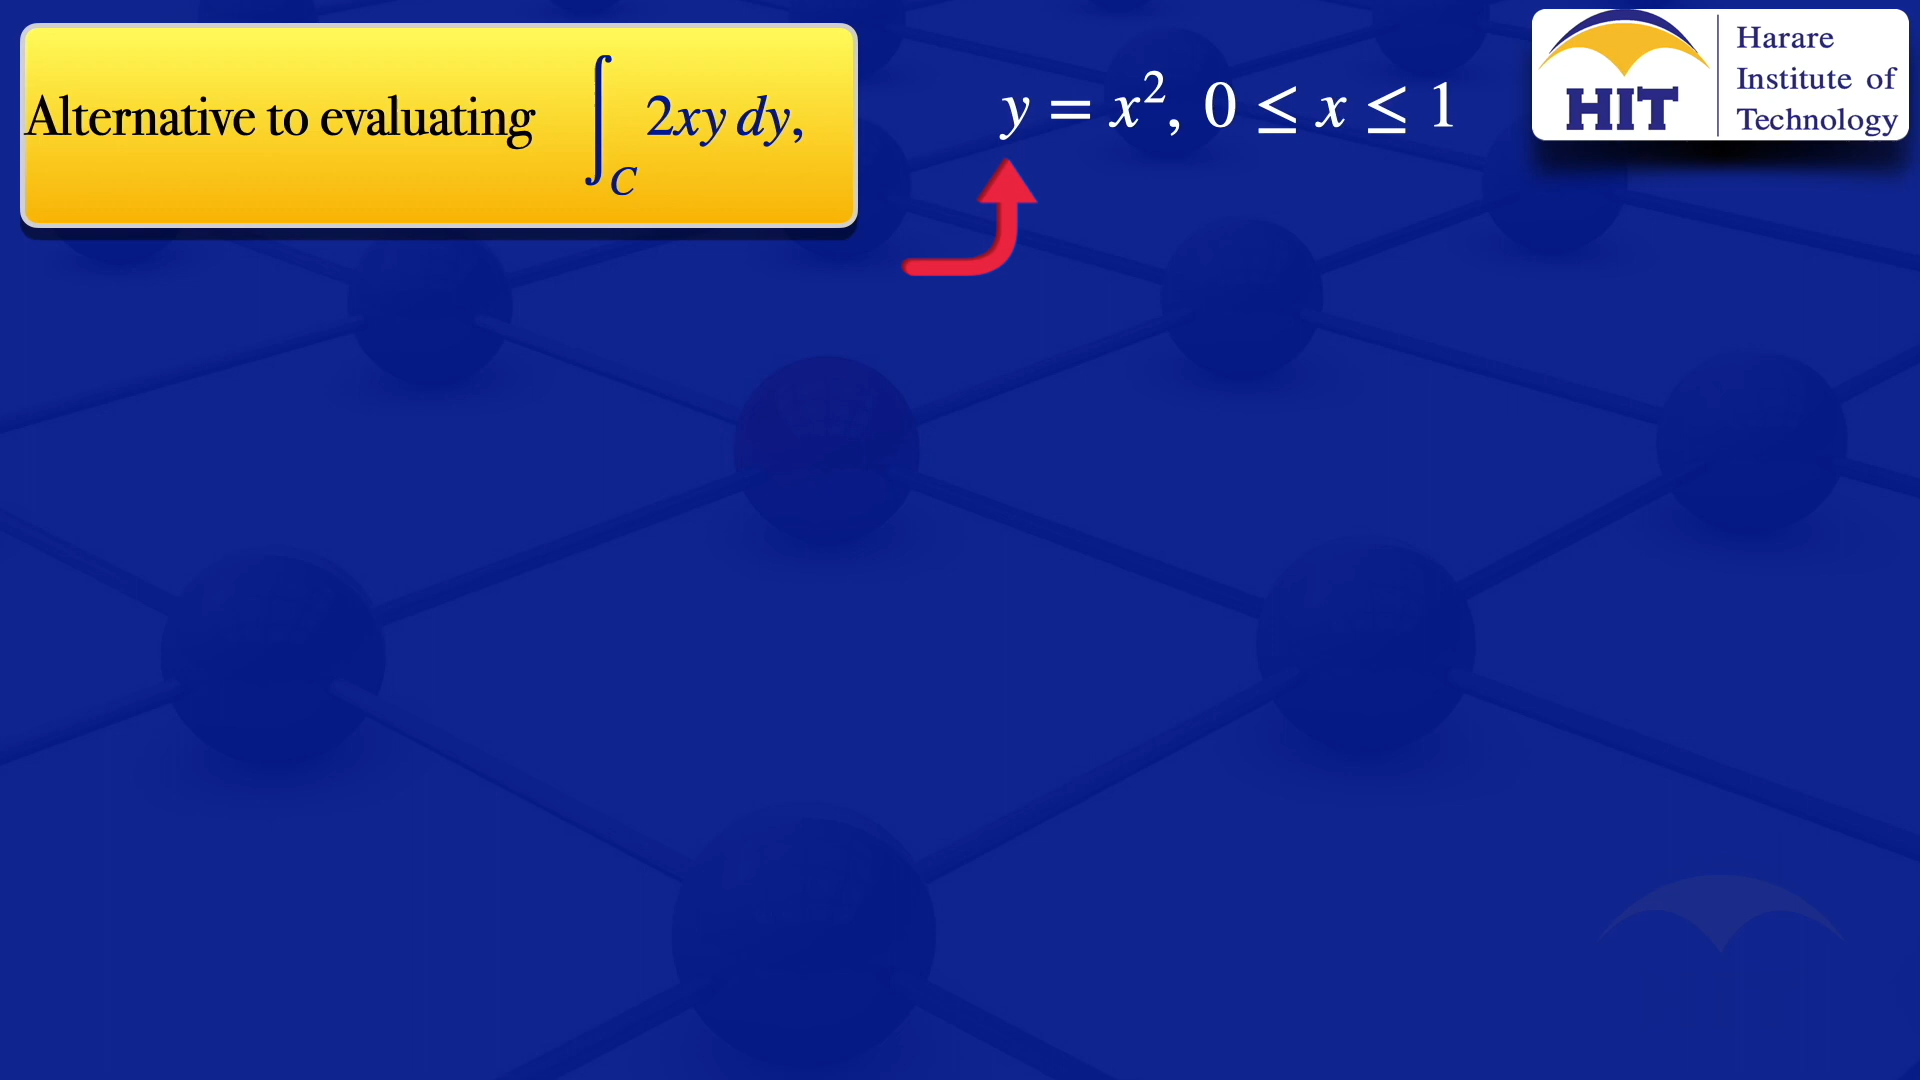 Alternative to evaluating ∫_C 2xy dy,
y = x², 0 ≤ x ≤ 1
HIT
Harare
Institute of
Technology